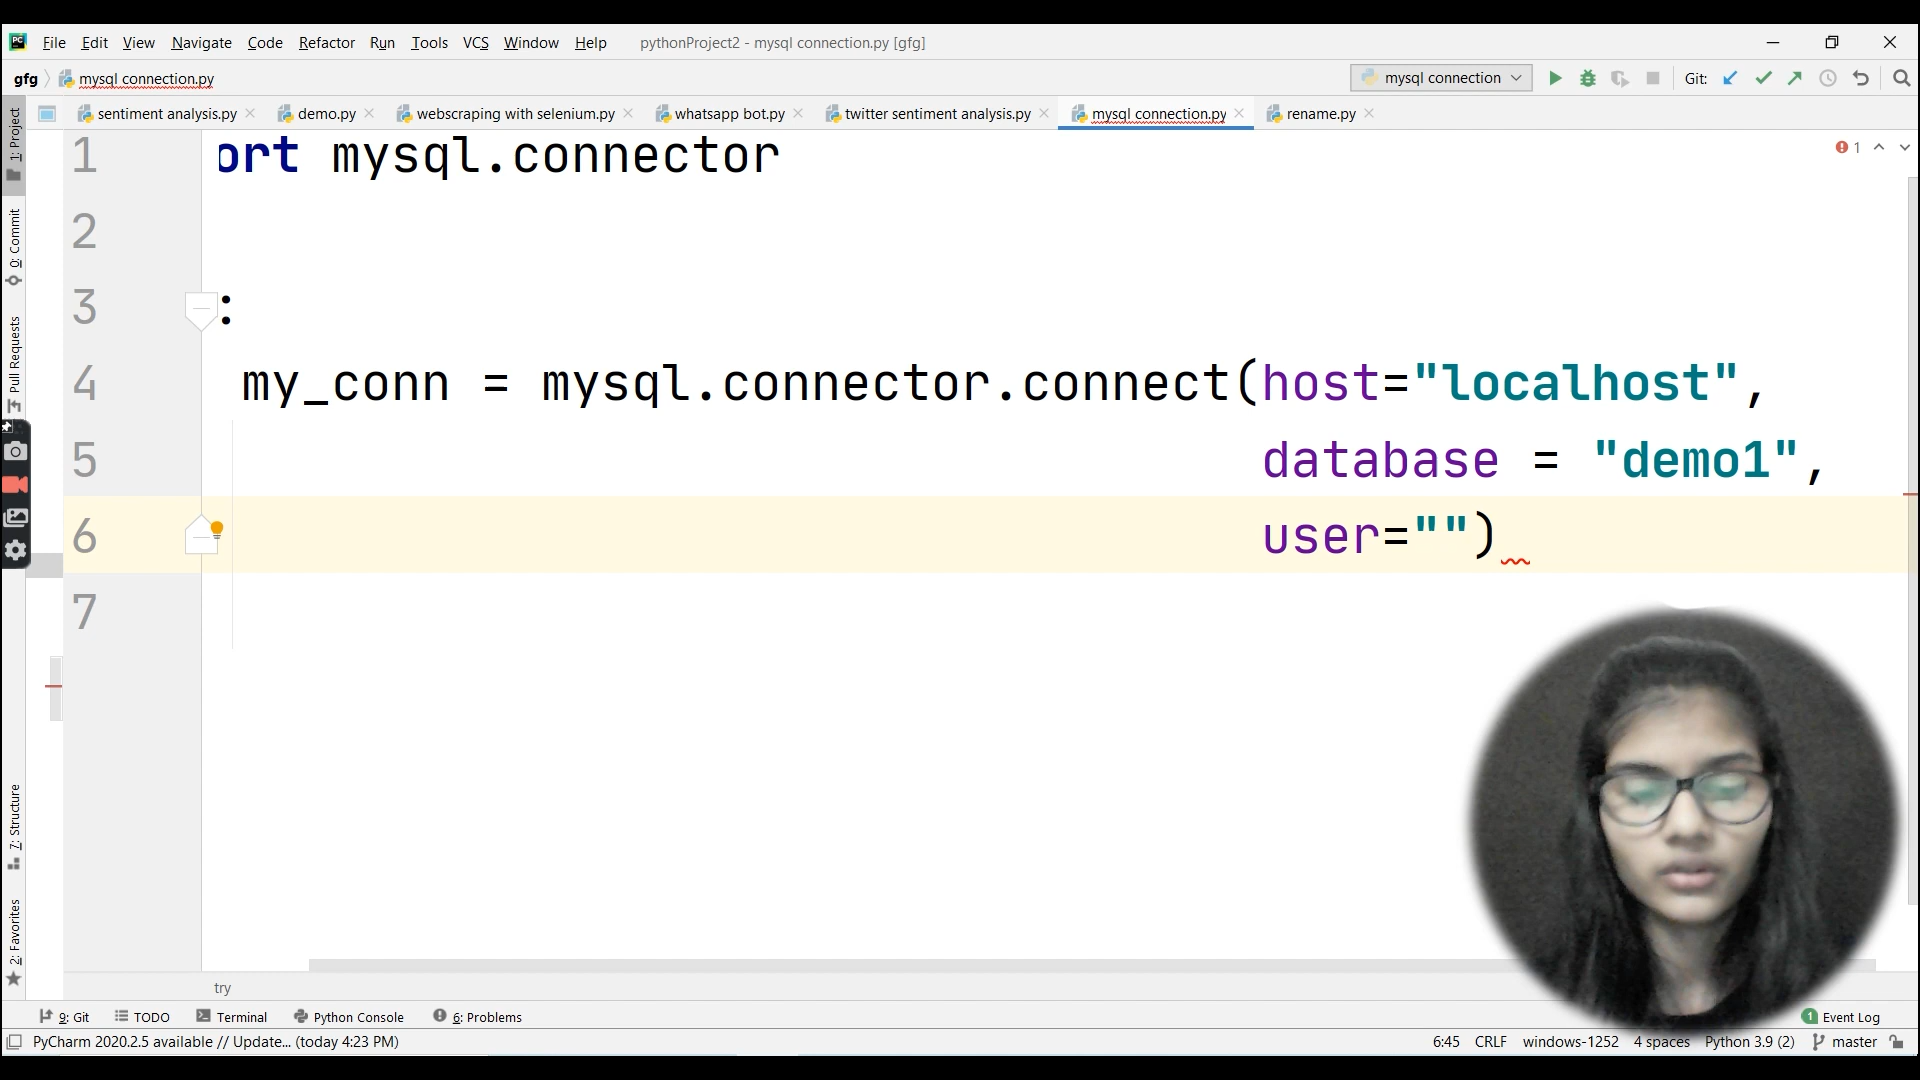 File Edit View Navigate Code Refactor Run Tools VCS Window Help pythonProject2 - mysql connection.py [gfg]
gfg mysql connection.py mysql connection Git:
sentiment analysis.py demo.py webscraping with selenium.py whatsapp bot.py twitter sentiment analysis.py mysql connection.py rename.py
1: Project
0: Commit
Pull Requests
7: Structure
2: Favorites
1 ort mysql.connector
1
2
3 :
4 my_conn = mysql.connector.connect(host="localhost",
5 database = "demo1",
6 user="")
7
try
9: Git TODO Terminal Python Console 6: Problems 1 Event Log
PyCharm 2020.2.5 available // Update... (today 4:23 PM) 6:45 CRLF windows-1252 4 spaces Python 3.9 (2) master